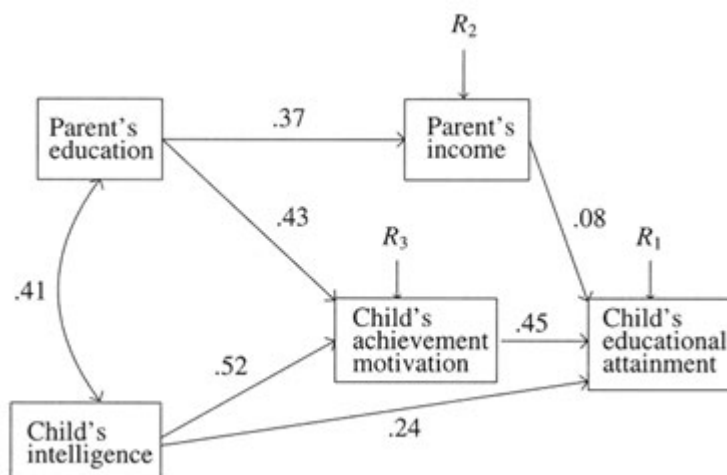 R2
Parent's
education
.37
Parent's
income
.43
.08
R3
R1
.41
Child's
achievement
motivation
.45
Child's
educational
attainment
.52
.24
Child's
intelligence